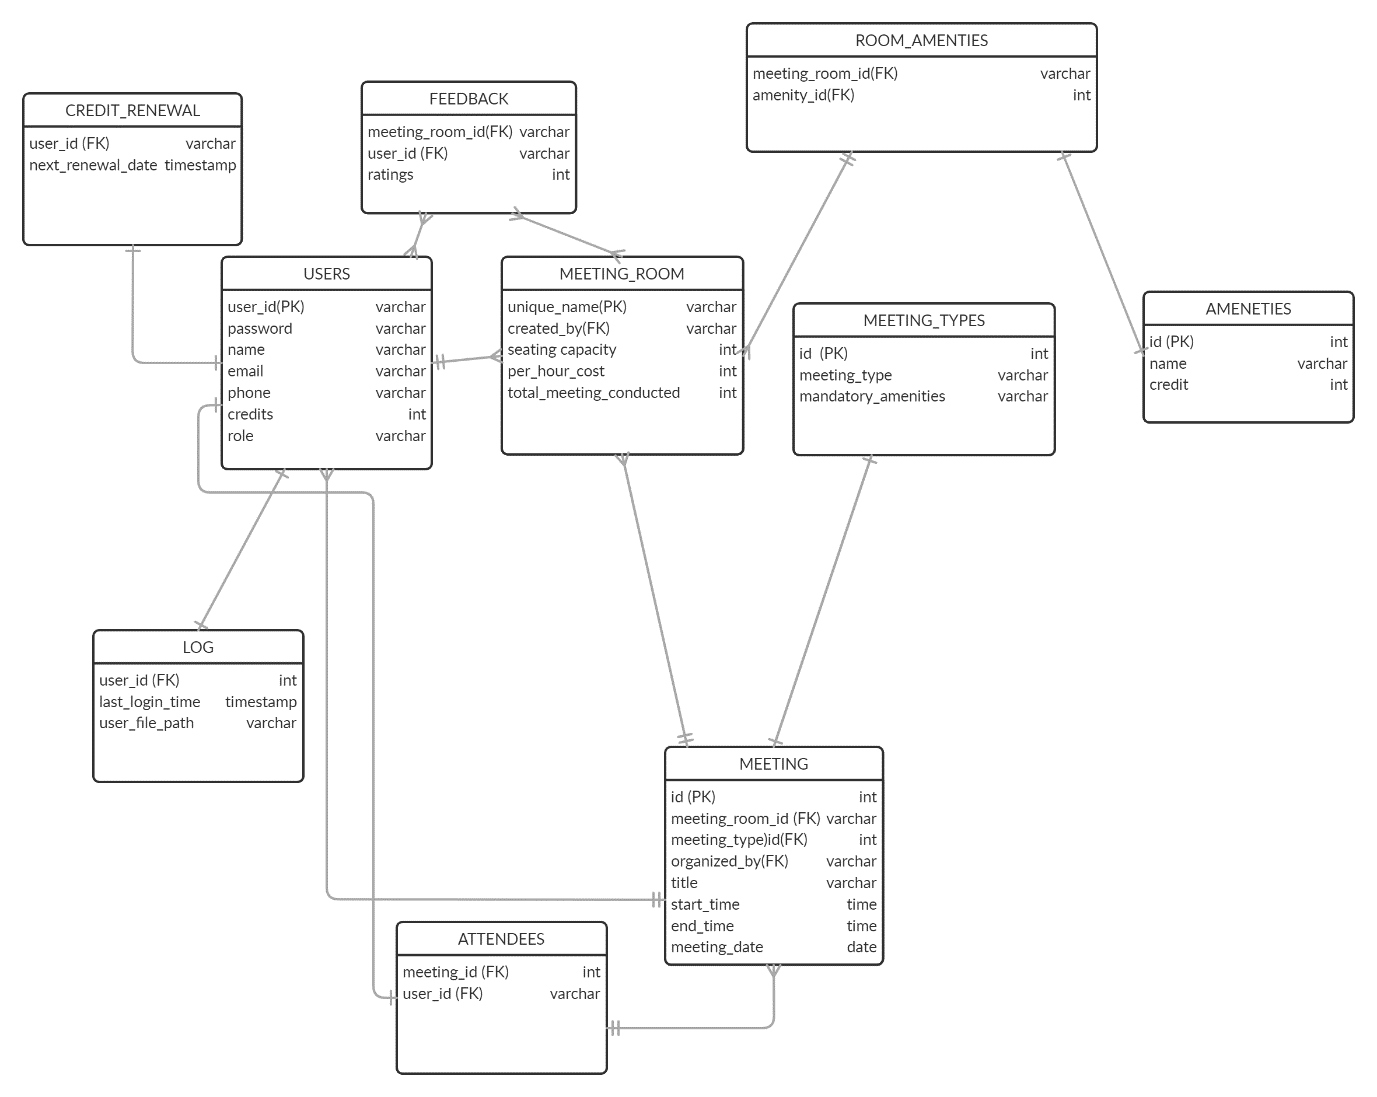 ROOM_AMENTIES
meeting_room_id(FK) varchar
amenity_id(FK) int
FEEDBACK
meeting_room_id(FK) varchar
user_id (FK) varchar
ratings int
CREDIT_RENEWAL
user_id (FK) varchar
next_renewal_date timestamp
USERS
user_id(PK) varchar
password varchar
name varchar
email varchar
phone varchar
credits int
role varchar
MEETING_ROOM
unique_name(PK) varchar
created_by(FK) varchar
seating capacity int
per_hour_cost int
total_meeting_conducted int
MEETING_TYPES
id (PK) int
meeting_type varchar
mandatory_amenities varchar
AMENETIES
id (PK) int
name varchar
credit int
LOG
user_id (FK) int
last_login_time timestamp
user_file_path varchar
MEETING
id (PK) int
meeting_room_id (FK) varchar
meeting_type)id(FK) int
organized_by(FK) varchar
title varchar
start_time time
end_time time
meeting_date date
ATTENDEES
meeting_id (FK) int
user_id (FK) varchar